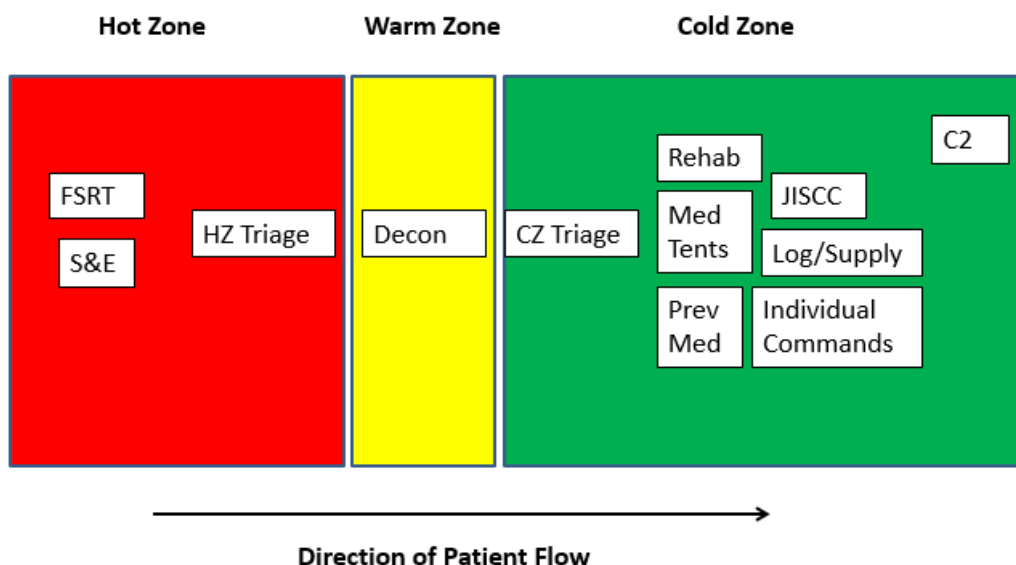 Hot Zone
Warm Zone
Cold Zone
FSRT
S&E
HZ Triage
Decon
CZ Triage
Rehab
Med
Tents
Prev
Med
JISCC
Log/Supply
Individual
Commands
C2
Direction of Patient Flow